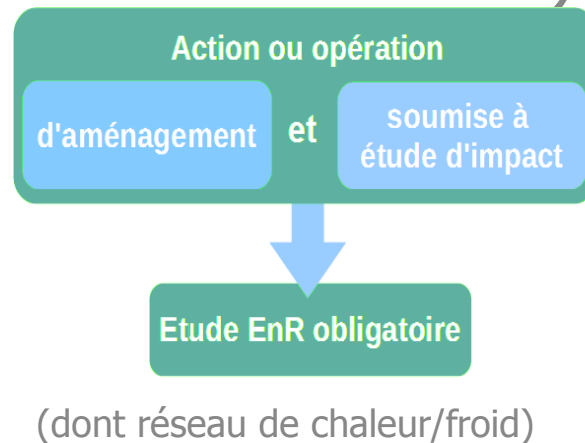 Action ou opération
d'aménagement et soumise à
étude d'impact
Etude EnR obligatoire
(dont réseau de chaleur/froid)